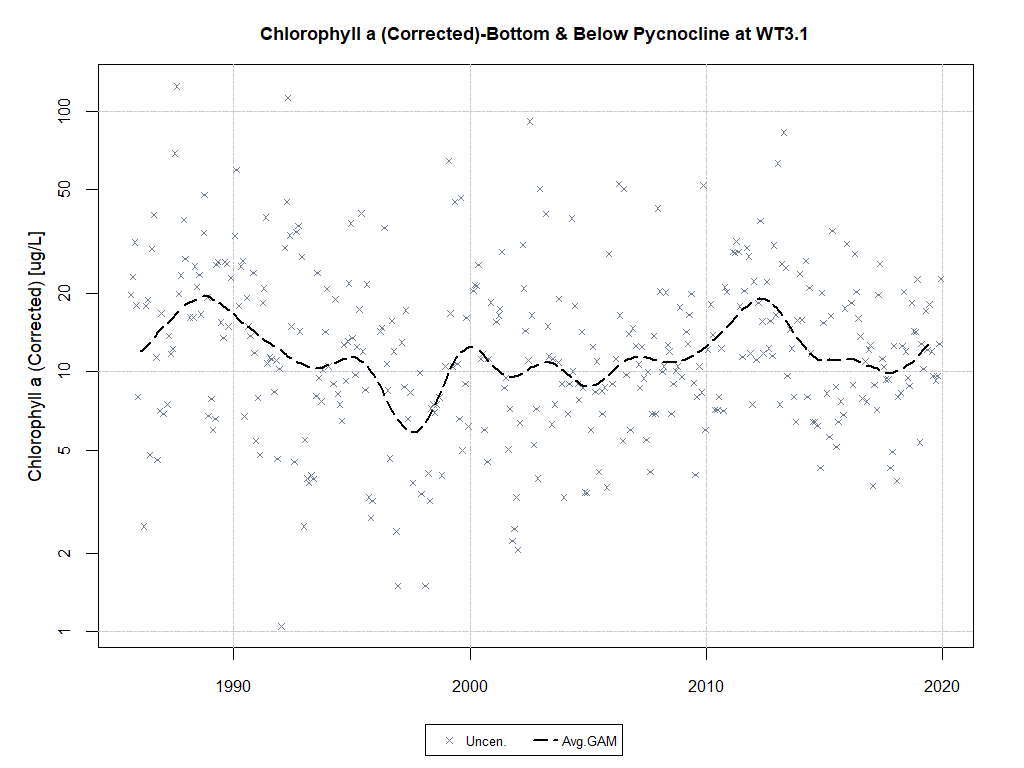 Chlorophyll a (Corrected)-Bottom & Below Pycnocline at WT3.1
Chlorophyll a (Corrected) [ug/L]
100
50
20
10
5
2
1
1990 2000 2010 2020
Uncen. Avg.GAM